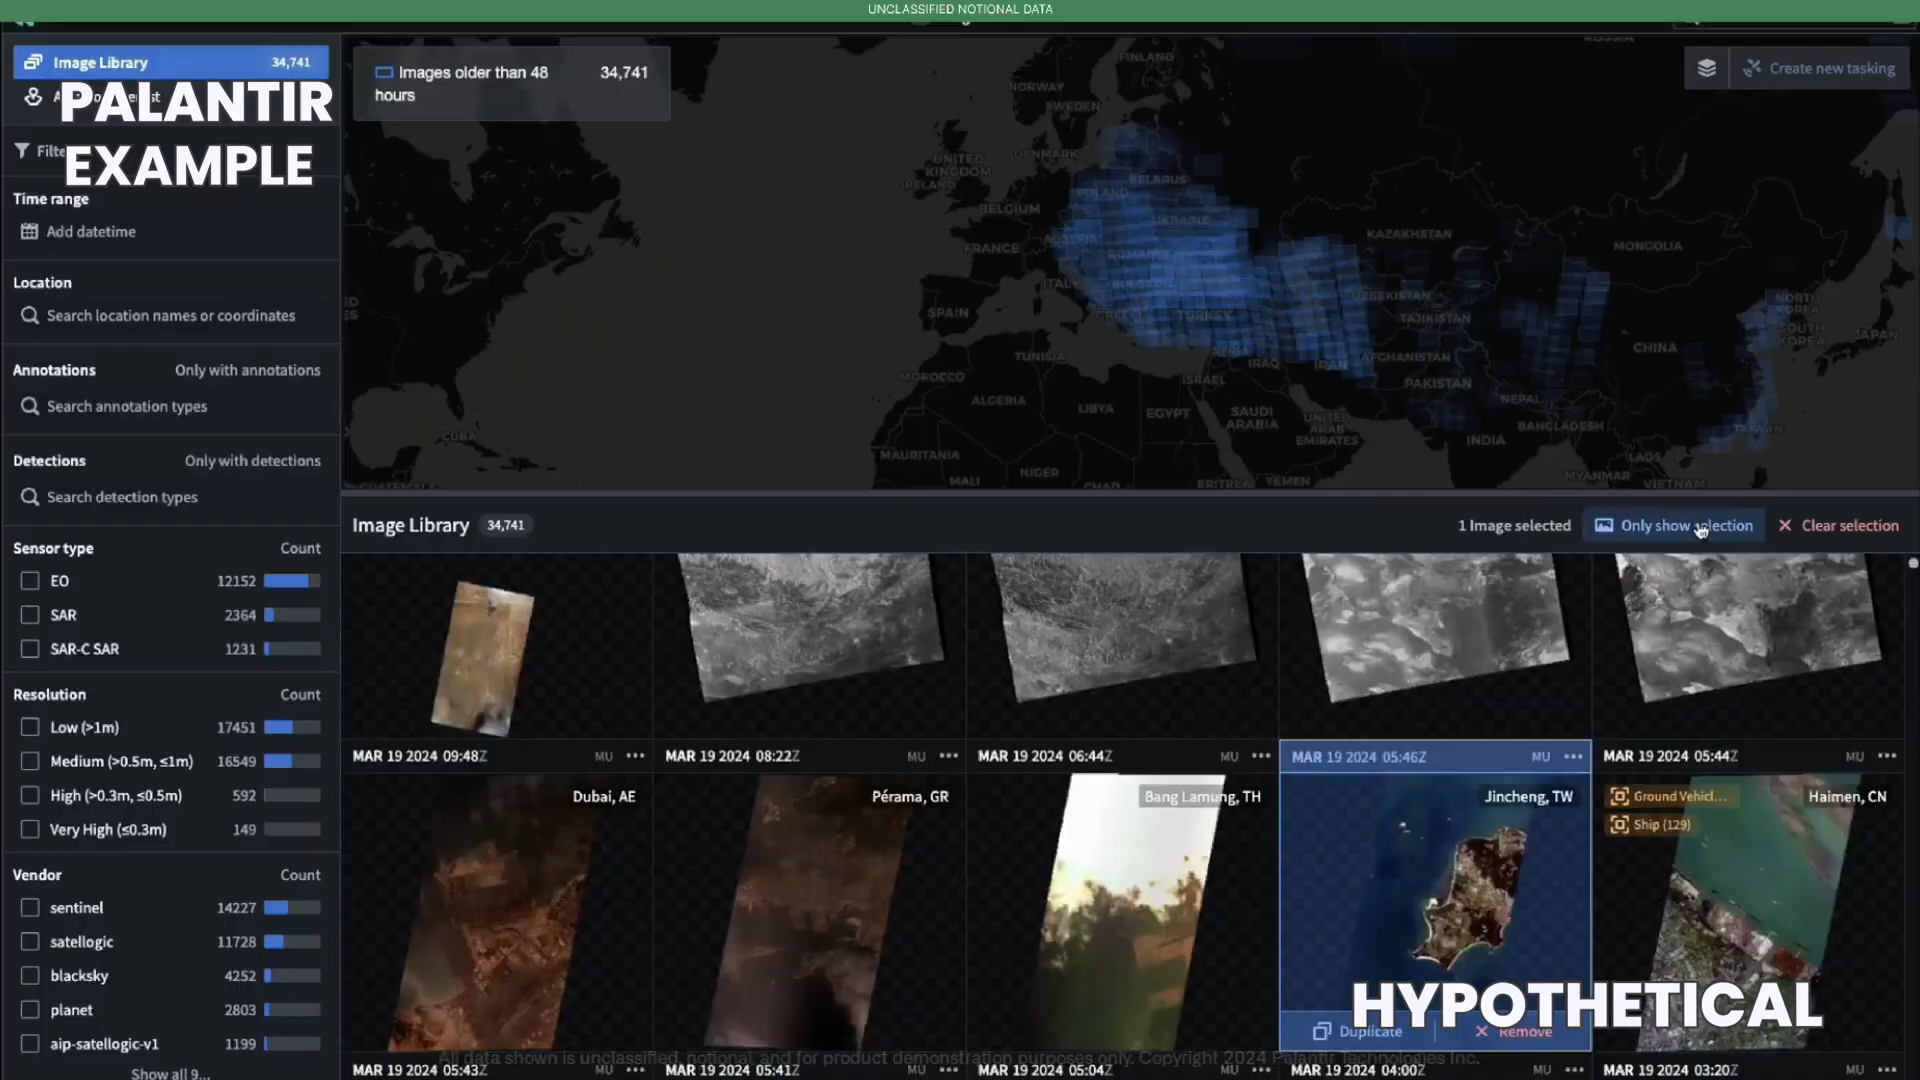 UNCLASSIFIED NOTIONAL DATA
Image Library 34,741
PALANTIR
EXAMPLE
Time range
Add datetime
Location
Search location names or coordinates
Annotations Only with annotations
Search annotation types
Detections Only with detections
Search detection types
Sensor type Count
EO 12152
SAR 2364
SAR-C SAR 1231
Resolution Count
Low (>1m) 17451
Medium (>0.5m, ≤1m) 16549
High (>0.3m, ≤0.5m) 592
Very High (≤0.3m) 149
Vendor Count
sentinel 14227
satellogic 11728
blacksky 4252
planet 2803
aip-satellogic-v1 1199
Show all 9...
Images older than 48 34,741
hours
Create new tasking
RUSSIA
FINLAND
NORWAY
SWEDEN
UNITED
KINGDOM
DENMARK
IRELAND
BELARUS
POLAND
BELGIUM
UKRAINE
KAZAKHSTAN
MONGOLIA
FRANCE
AUSTRIA
ROMANIA
ITALY
BULGARIA
UZBEKISTAN
NORTH
KOREA
SPAIN
GREECE
TURKEY
TAJIKISTAN
SOUTH
KOREA
JAPAN
CHINA
TUNISIA
SYRIA
IRAQ
IRAN
AFGHANISTAN
MOROCCO
ISRAEL
PAKISTAN
ALGERIA
LIBYA
EGYPT
SAUDI
ARABIA
UNITED
ARAB
EMIRATES
NEPAL
BANGLADESH
TAIWAN
CUBA
INDIA
MAURITANIA
LAOS
NIGER
MYANMAR
MALI
CHAD
ERITREA
YEMEN
VIETNAM
GUATEMALA
Image Library 34,741
1 Image selected Only show selection Clear selection
MAR 19 2024 09:48Z MU
MAR 19 2024 08:22Z MU
MAR 19 2024 06:44Z MU
MAR 19 2024 05:46Z MU
MAR 19 2024 05:44Z MU
Dubai, AE
Pérama, GR
Bang Lamung, TH
Jincheng, TW
Ground Vehicl... Haimen, CN
Ship (129)
HYPOTHETICAL
Duplicate Remove
All data shown is unclassified, notional and for product demonstration purposes only. Copyright 2024 Palantir Technologies Inc.
MAR 19 2024 05:43Z MU
MAR 19 2024 05:41Z MU
MAR 19 2024 05:04Z MU
MAR 19 2024 04:00Z MU
MAR 19 2024 03:20Z MU